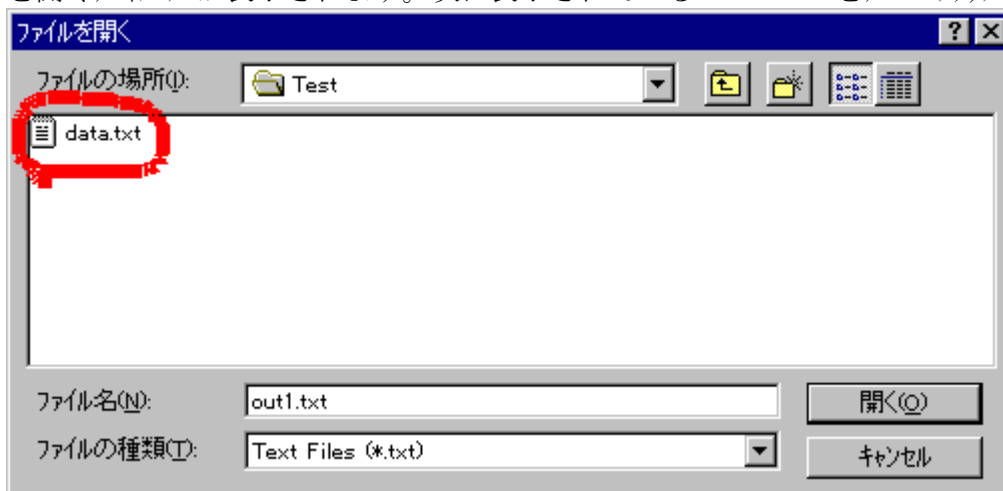 ファイルを開く
ファイルの場所(I):
Test
data.txt
ファイル名(N):
out1.txt
開く(O)
ファイルの種類(T):
Text Files (*.txt)
キャンセル